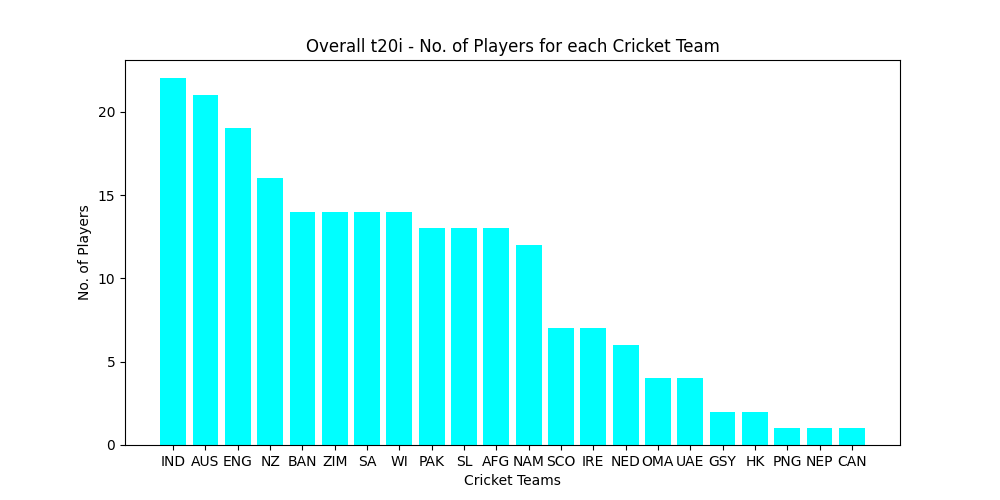 Overall t20i - No. of Players for each Cricket Team
No. of Players
20
15
10
5
0
IND AUS ENG NZ BAN ZIM SA WI PAK SL AFG NAM SCO IRE NED OMA UAE GSY HK PNG NEP CAN
Cricket Teams